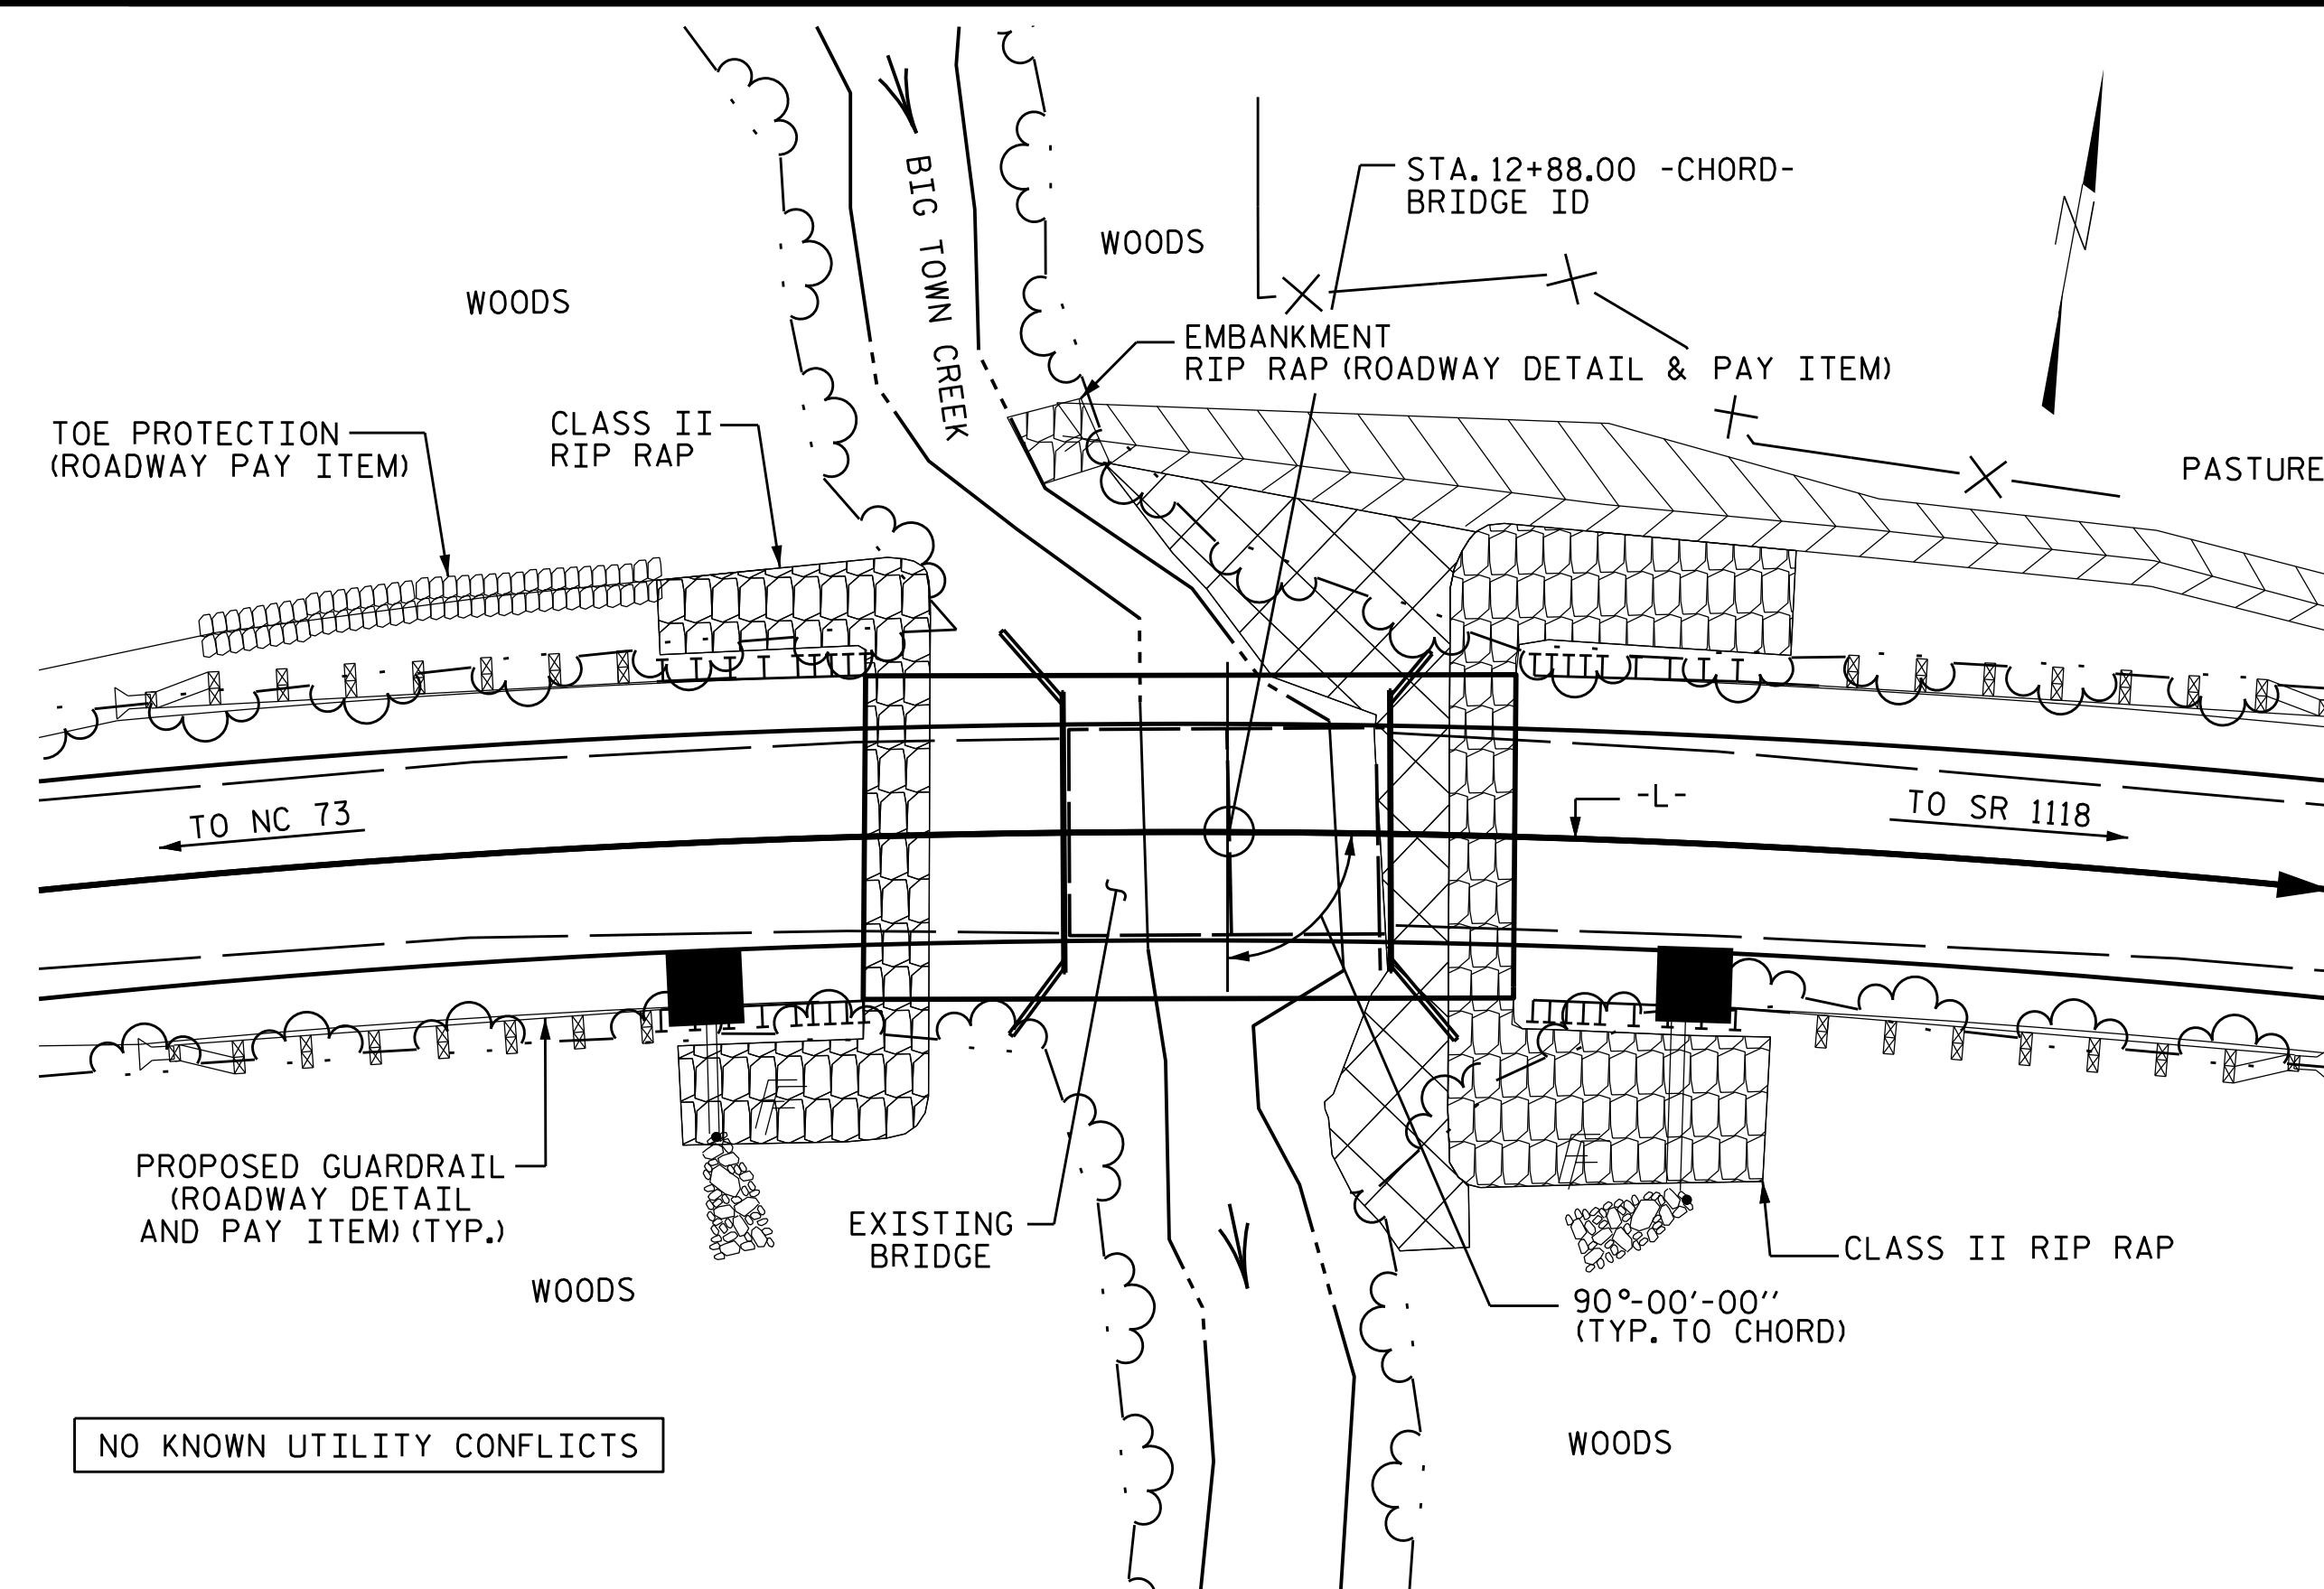 STA. 12+88.00 -CHORD-
BRIDGE ID
BIG TOWN CREEK
WOODS
WOODS
EMBANKMENT
RIP RAP (ROADWAY DETAIL & PAY ITEM)
TOE PROTECTION
(ROADWAY PAY ITEM)
CLASS II
RIP RAP
PASTURE
N
TO NC 73
-L-
TO SR 1118
PROPOSED GUARDRAIL
(ROADWAY DETAIL
AND PAY ITEM) (TYP.)
EXISTING
BRIDGE
CLASS II RIP RAP
WOODS
90°-00'-00''
(TYP. TO CHORD)
NO KNOWN UTILITY CONFLICTS
WOODS